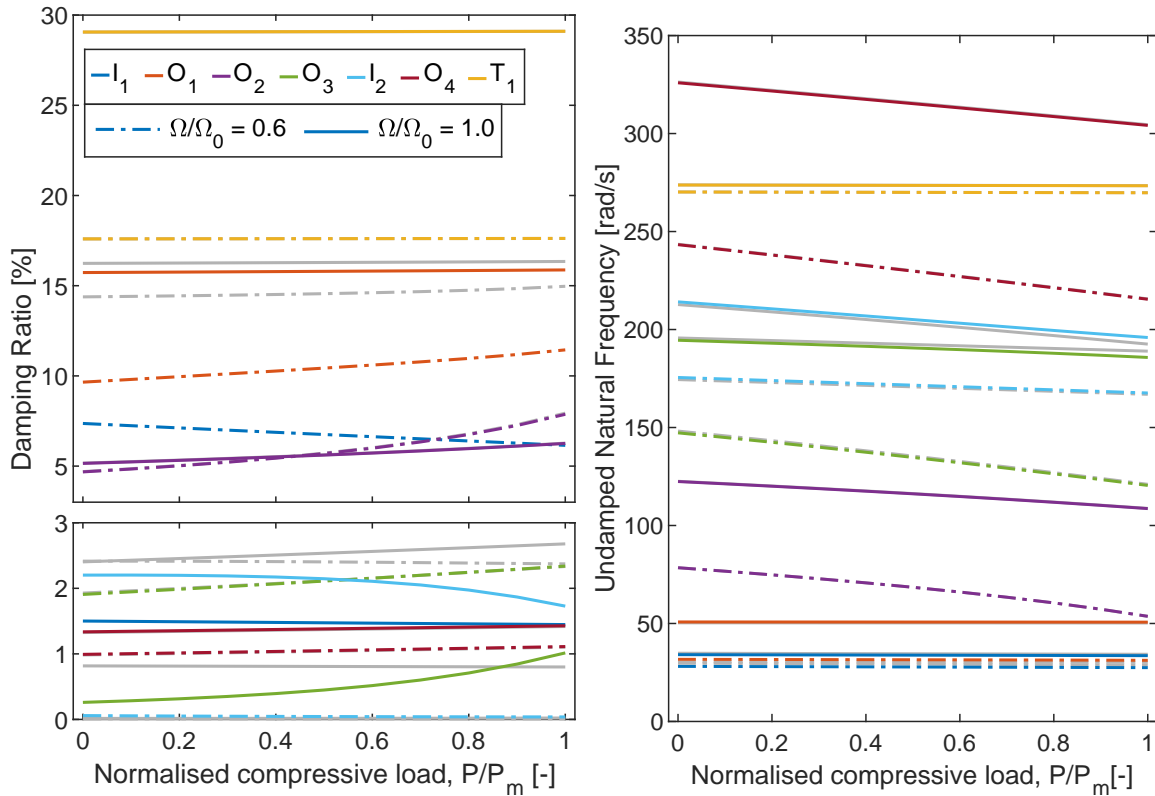 30
25
20
15
10
5
Damping Ratio [%]
I₁ O₁ O₂ O₃ I₂ O₄ T₁
Ω/Ω₀ = 0.6 Ω/Ω₀ = 1.0
3
2
1
0
0 0.2 0.4 0.6 0.8 1
Normalised compressive load, P/Pₘ [-]
350
300
250
200
150
100
50
0
Undamped Natural Frequency [rad/s]
0 0.2 0.4 0.6 0.8 1
Normalised compressive load, P/Pₘ[-]